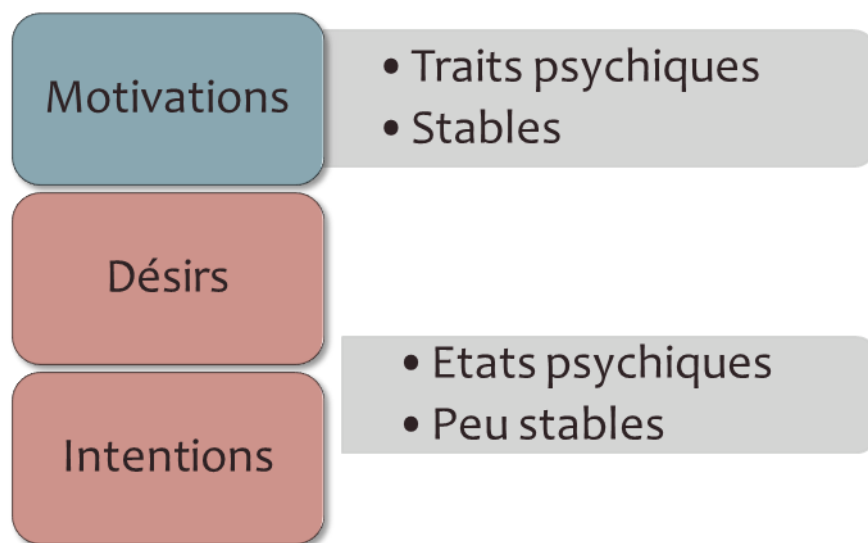 Motivations
• Traits psychiques
• Stables
Désirs
Intentions
• Etats psychiques
• Peu stables